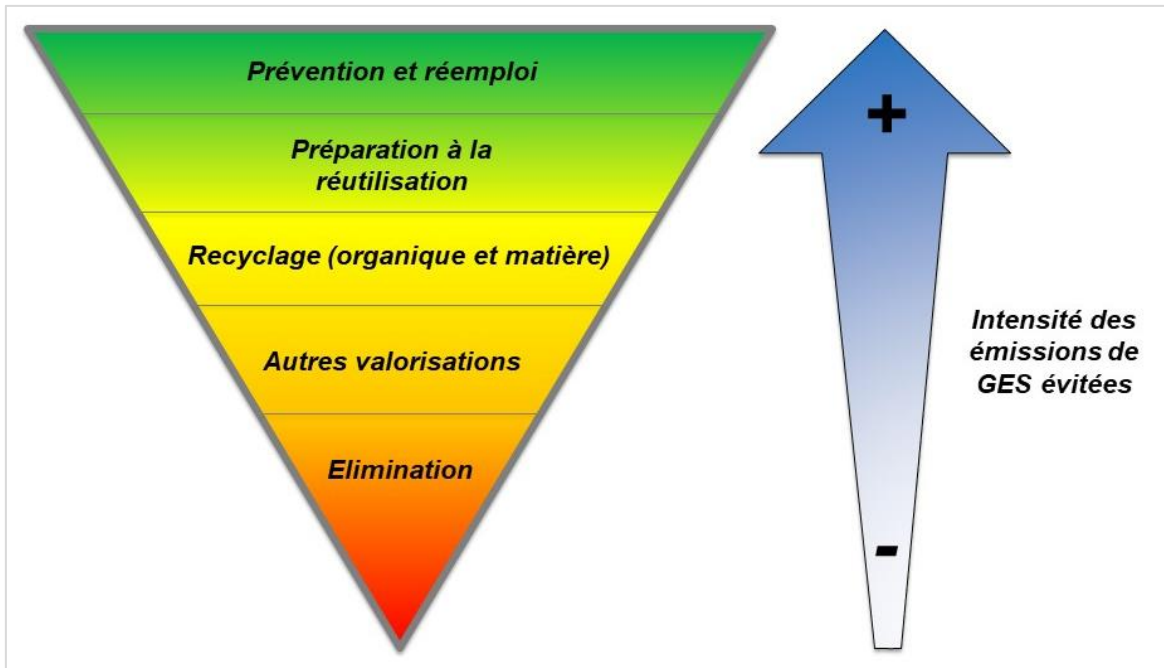 Prévention et réemploi
Préparation à la
réutilisation
Recyclage (organique et matière)
Autres valorisations
Elimination
+
-
Intensité des
émissions de
GES évitées